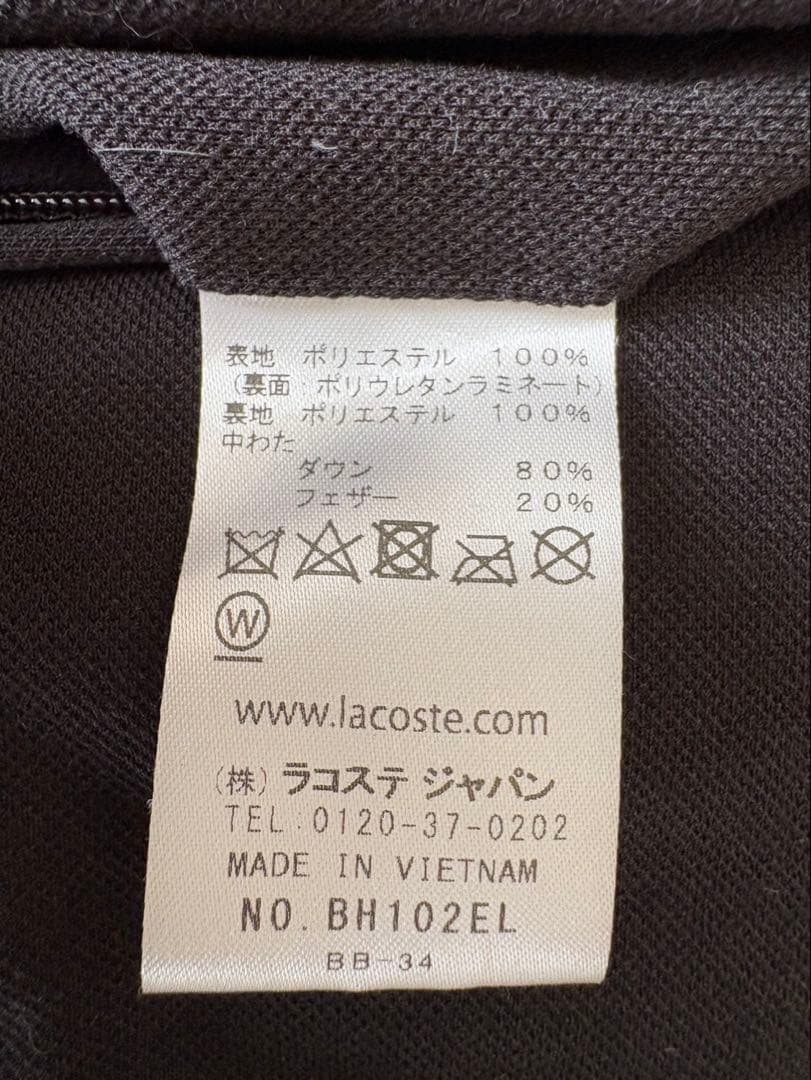 表地 ポリエステル 100%
(裏面・ポリウレタンラミネート)
裏地 ポリエステル 100%
中わた
ダウン 80%
フェザー 20%
W
www.lacoste.com
(株) ラコステ ジャパン
TEL:0120-37-0202
MADE IN VIETNAM
NO. BH102EL
BB-34